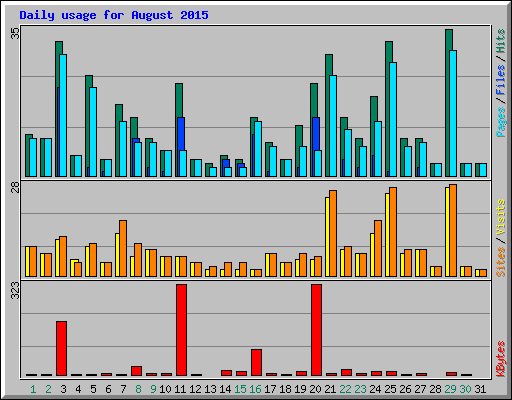 Daily usage for August 2015
35
Pages / Files / Hits
28
Sites / Visits
323
KBytes
1 2 3 4 5 6 7 8 9 10 11 12 13 14 15 16 17 18 19 20 21 22 23 24 25 26 27 28 29 30 31